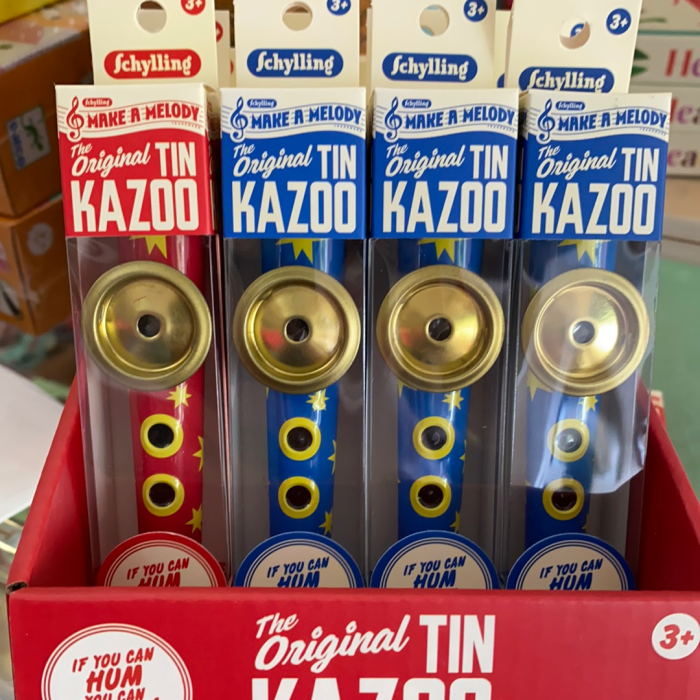 3+
3+
3+
3+
Schylling
Schylling
Schylling
Schylling
Schylling
MAKE A MELODY
The Original TIN
KAZOO
Schylling
MAKE A MELODY
The Original TIN
KAZOO
Schylling
MAKE A MELODY
The Original TIN
KAZOO
Schylling
MAKE A MELODY
The Original TIN
KAZOO
IF YOU CAN
HUM
IF YOU CAN
HUM
IF YOU CAN
HUM
IF YOU CAN
HUM
IF YOU CAN
HUM
YOU CAN
The Original TIN
KAZOO
3+